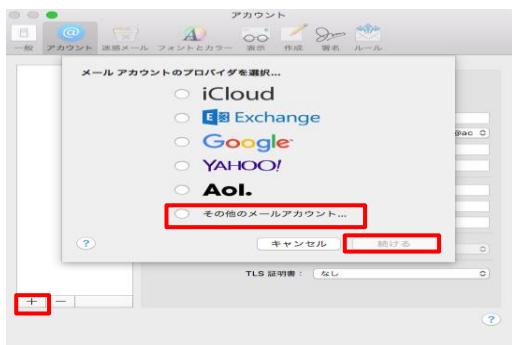 アカウント
一般 アカウント 迷惑メール フォントとカラー 表示 作成 署名 ルール
メール アカウントのプロバイダを選択...
iCloud
Exchange
Google
YAHOO!
Aol.
その他のメールアカウント...
@ac
? キャンセル 続ける
TLS 証明書： なし
+ −
?